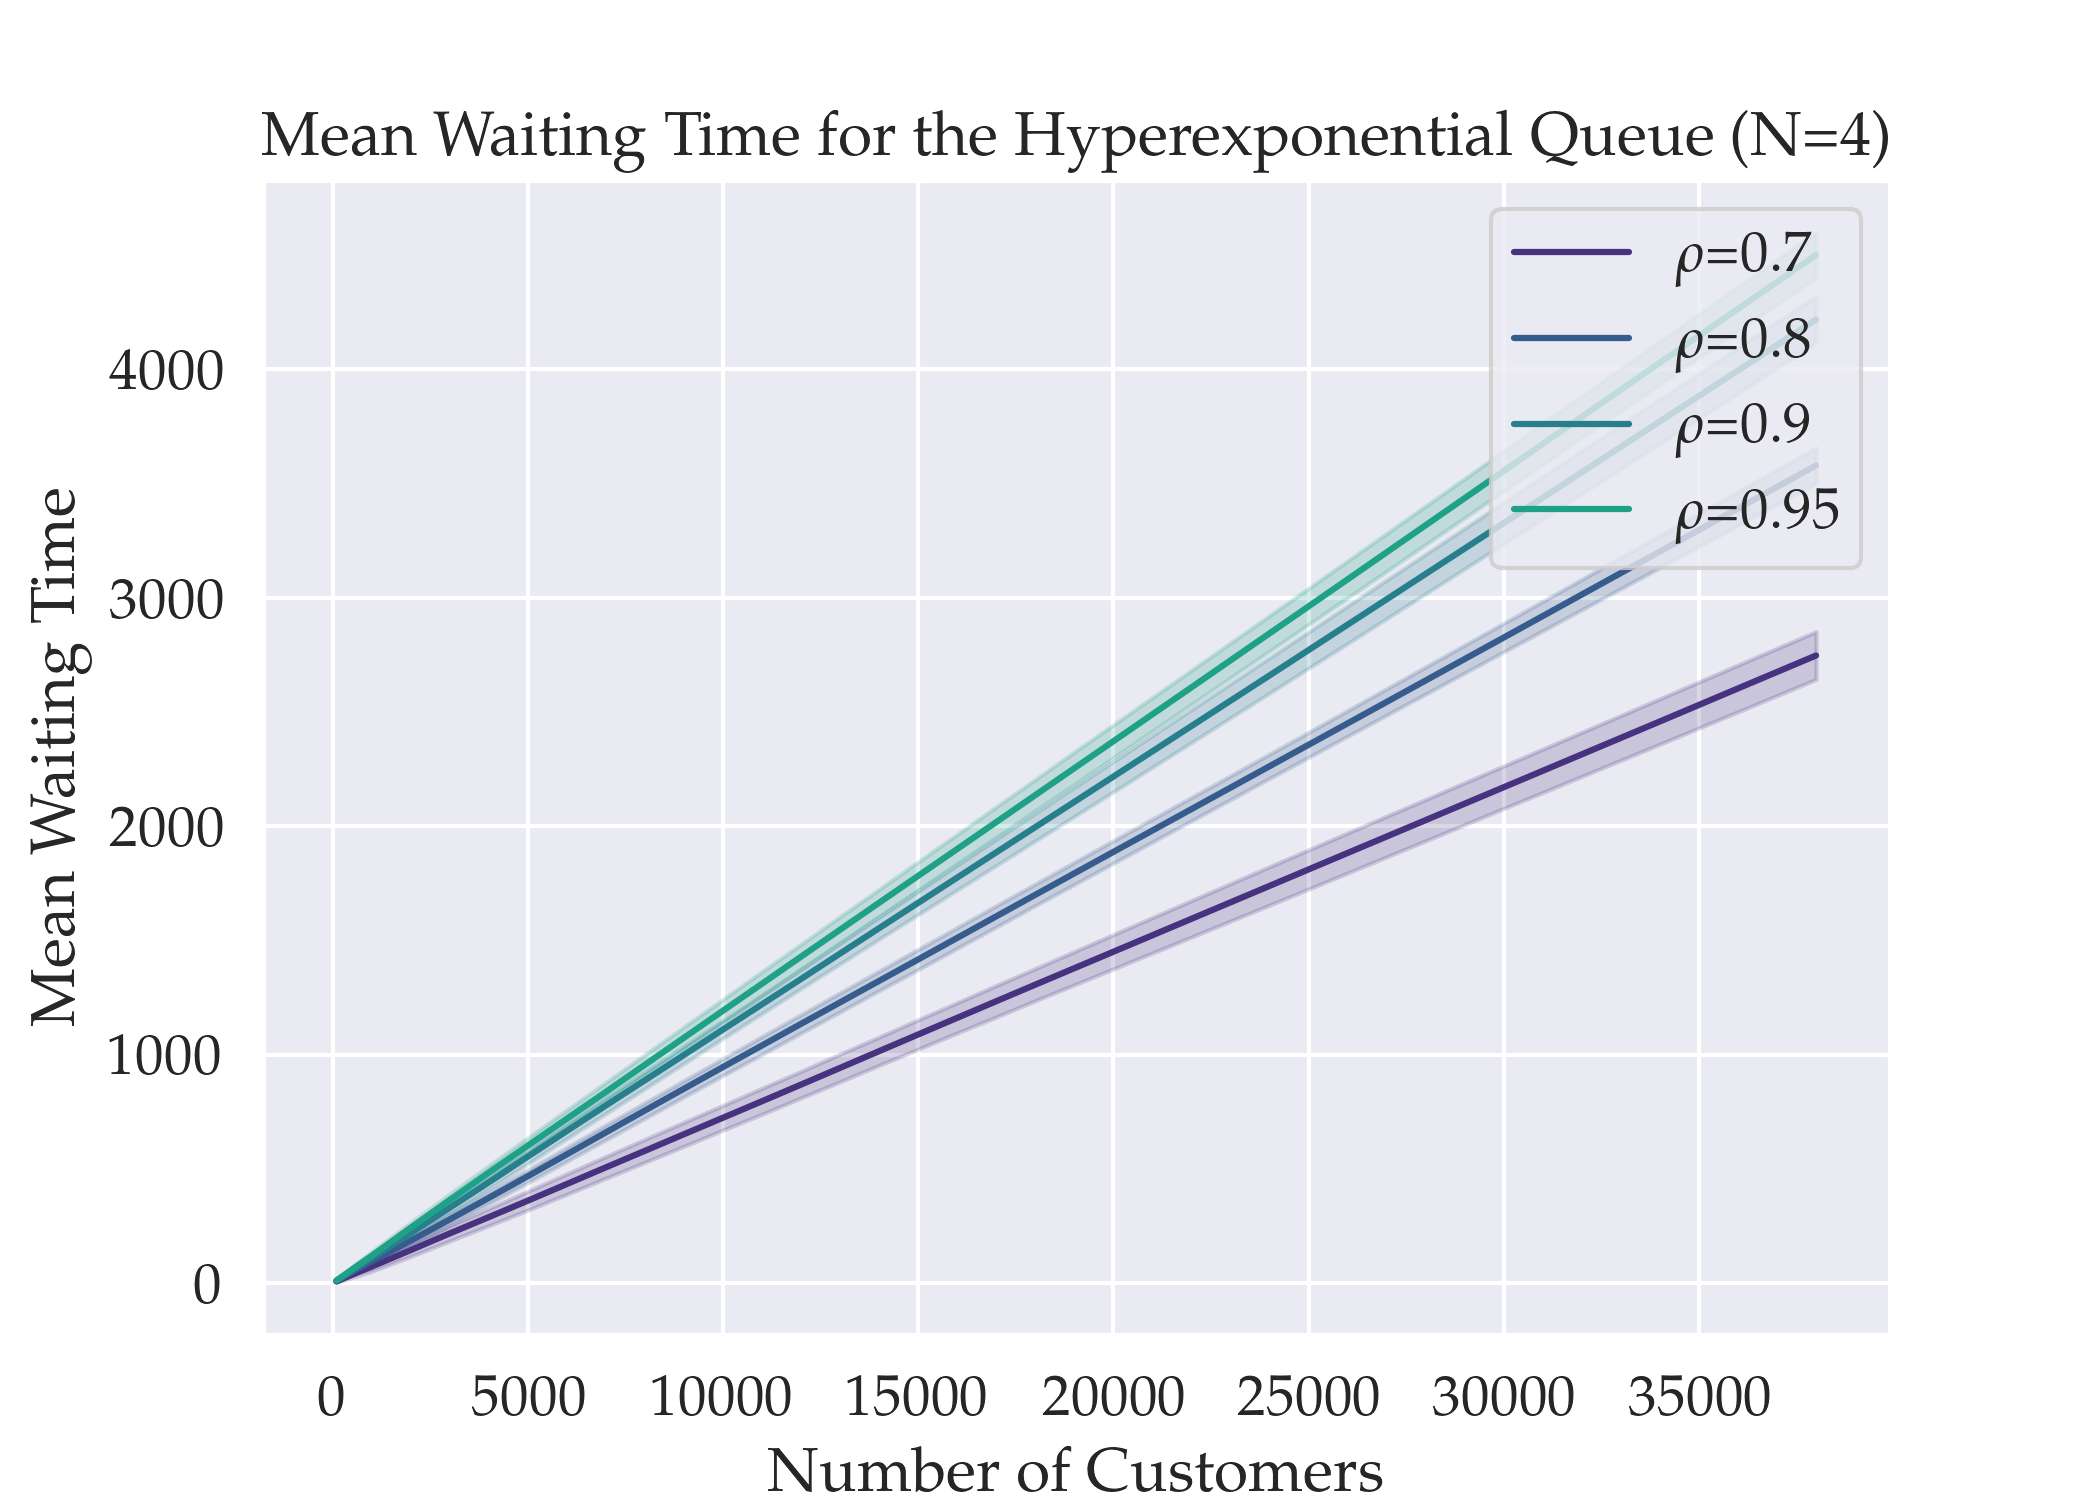 Mean Waiting Time for the Hyperexponential Queue (N=4)
ρ=0.7
ρ=0.8
ρ=0.9
ρ=0.95
Mean Waiting Time
4000
3000
2000
1000
0
0 5000 10000 15000 20000 25000 30000 35000
Number of Customers